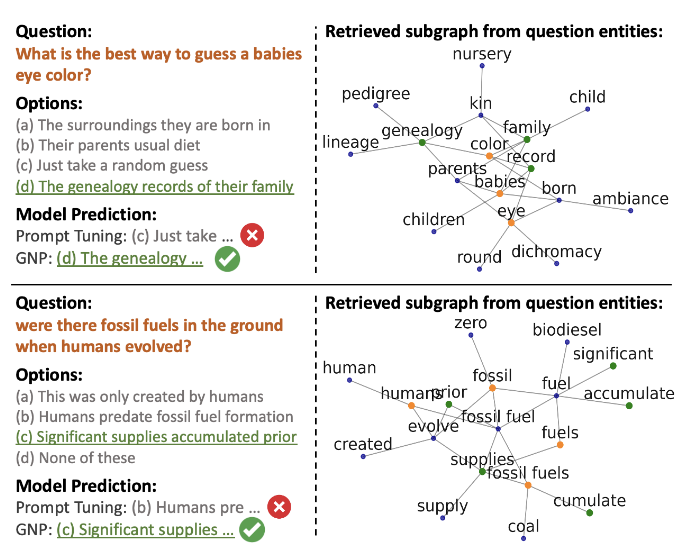 Question:
What is the best way to guess a babies
eye color?
Options:
(a) The surroundings they are born in
(b) Their parents usual diet
(c) Just take a random guess
(d) The genealogy records of their family
Model Prediction:
Prompt Tuning: (c) Just take ...
GNP: (d) The genealogy ...
Retrieved subgraph from question entities:
nursery
pedigree
kin
child
genealogy
family
lineage
color
record
parents
babies
born
ambiance
children
eye
round
dichromacy
Question:
were there fossil fuels in the ground
when humans evolved?
Options:
(a) This was only created by humans
(b) Humans predate fossil fuel formation
(c) Significant supplies accumulated prior
(d) None of these
Model Prediction:
Prompt Tuning: (b) Humans pre ...
GNP: (c) Significant supplies ...
Retrieved subgraph from question entities:
zero
biodiesel
significant
human
fossil
fuel
humans
prior
accumulate
evolve
fossil fuel
fuels
created
supplies
fossil fuels
supply
cumulate
coal